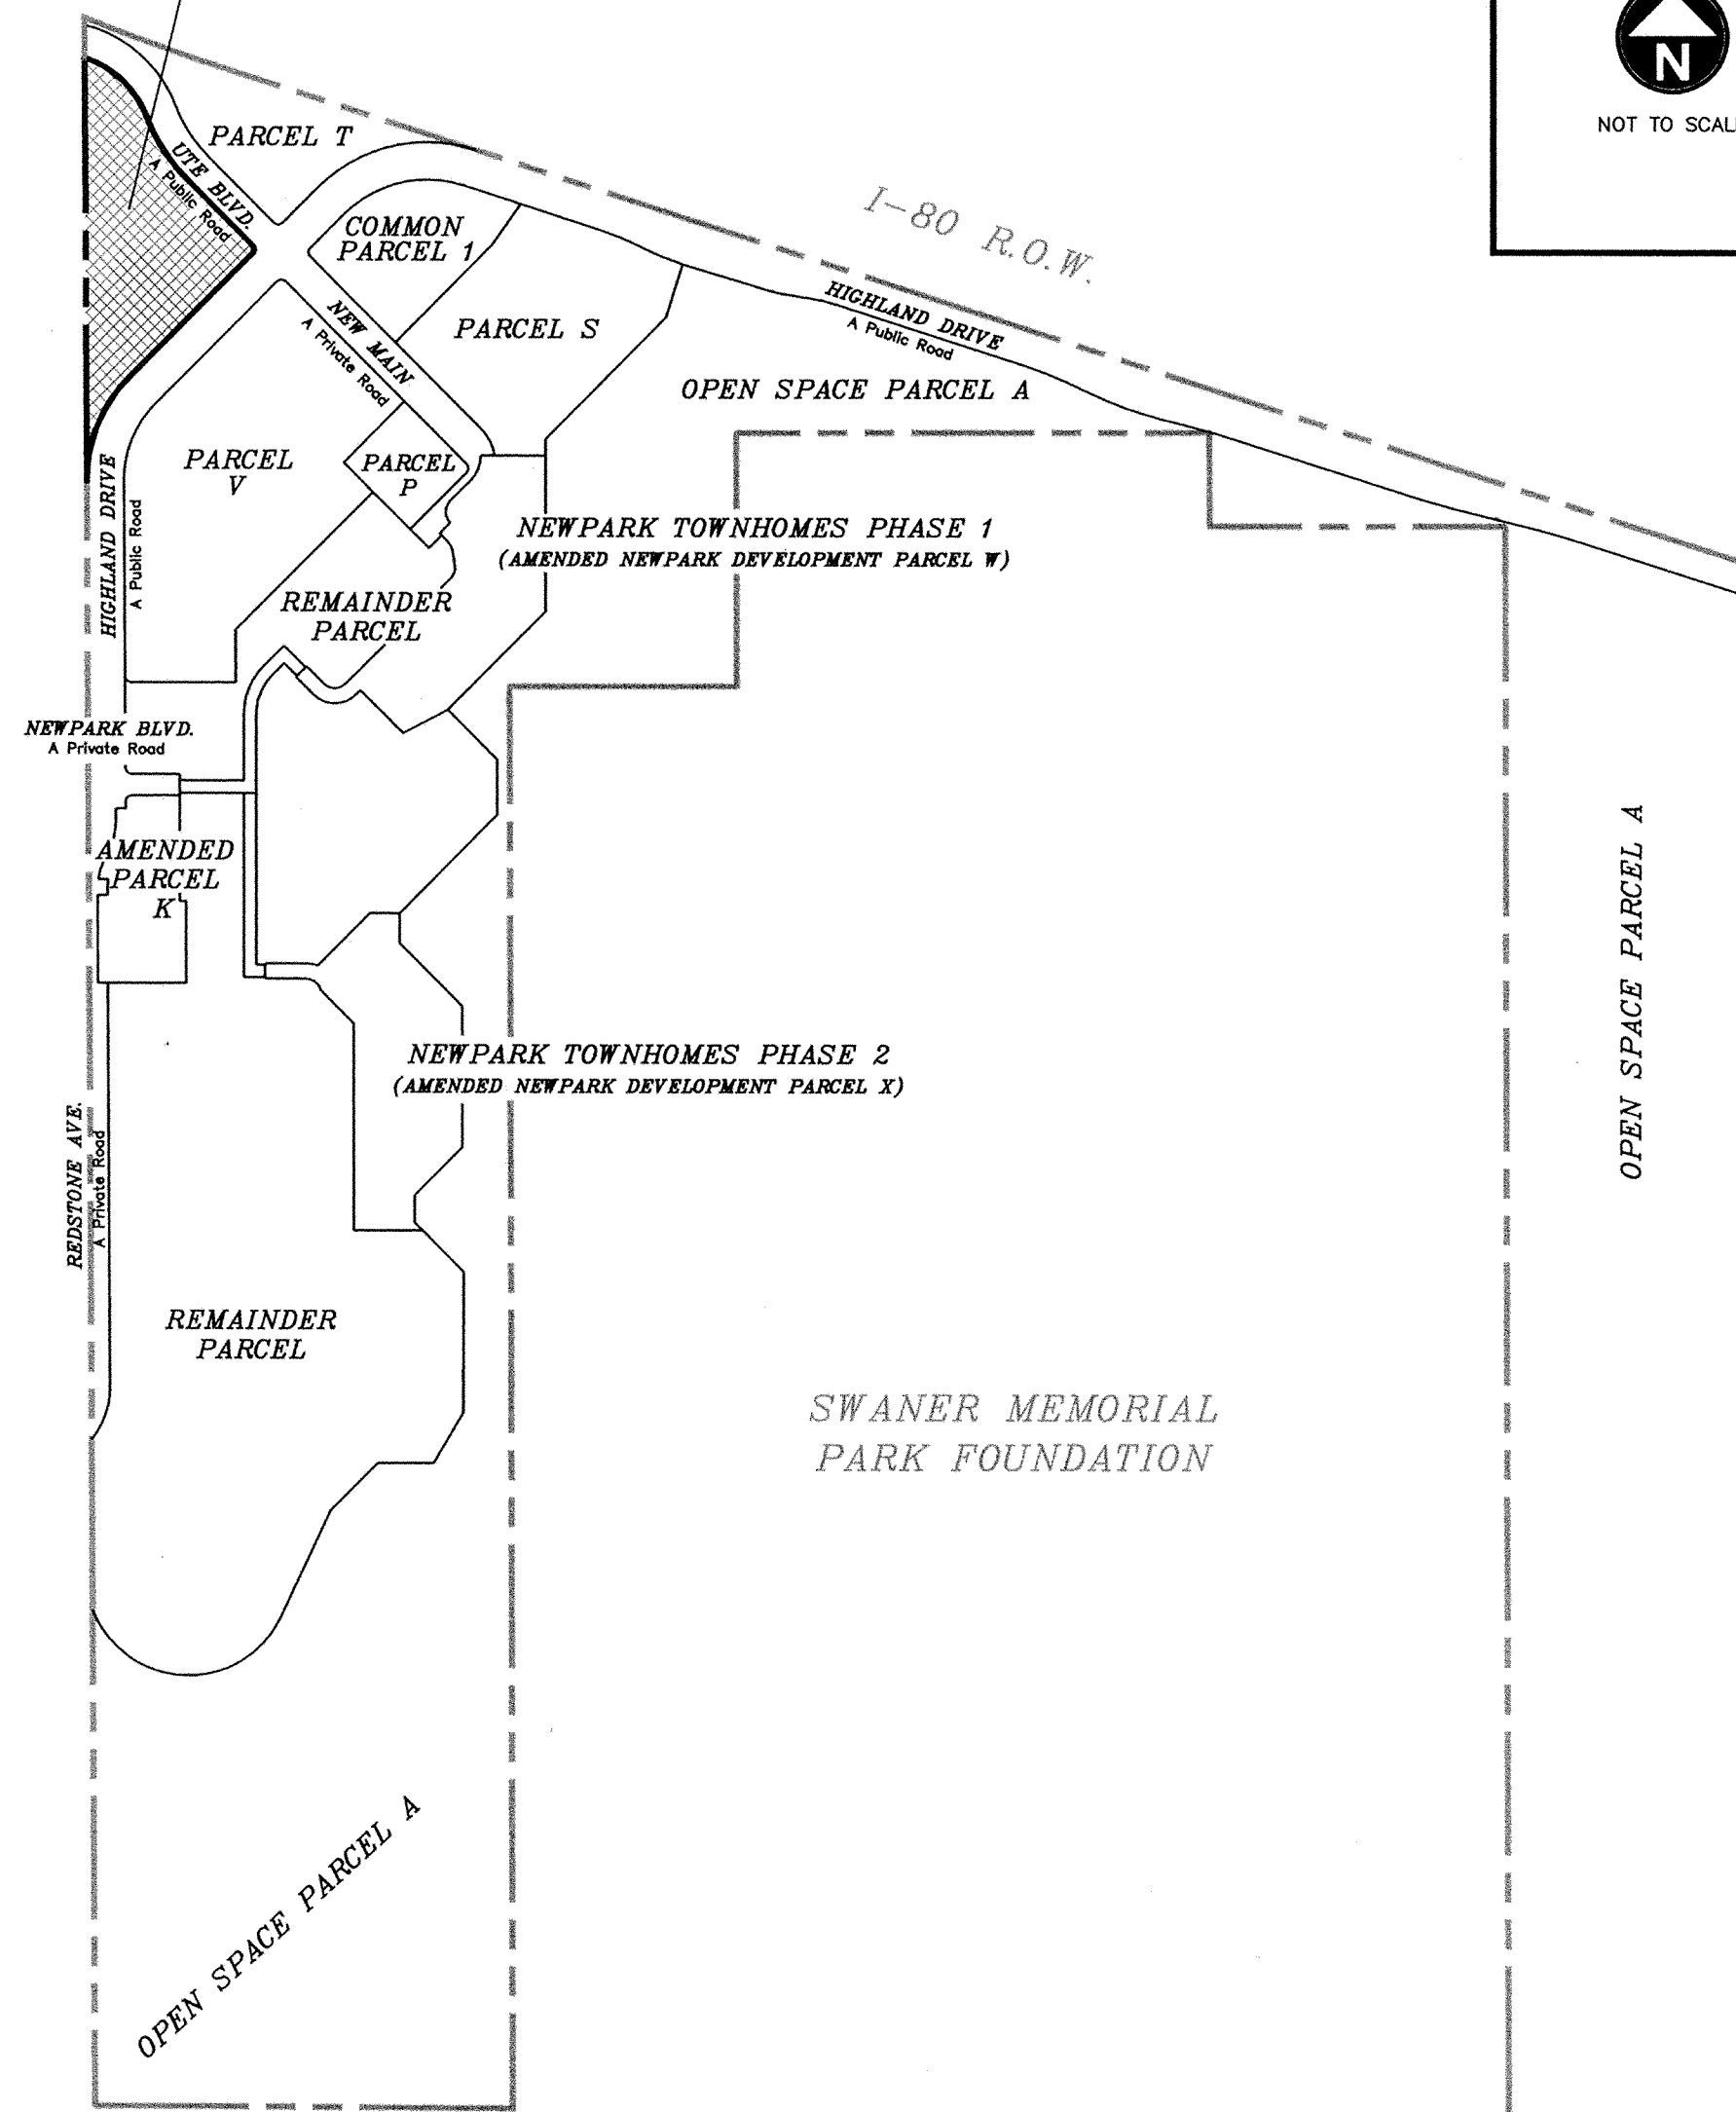 N
NOT TO SCAL
PARCEL T
UTE BLVD.
A Public Road
COMMON
PARCEL 1
I-80 R.O.W.
NEW MAIN
A Private Road
PARCEL S
HIGHLAND DRIVE
A Public Road
OPEN SPACE PARCEL A
PARCEL
V
PARCEL
P
HIGHLAND DRIVE
A Public Road
NEWPARK TOWNHOMES PHASE 1
(AMENDED NEWPARK DEVELOPMENT PARCEL W)
REMAINDER
PARCEL
NEWPARK BLVD.
A Private Road
AMENDED
PARCEL
K
OPEN SPACE PARCEL A
NEWPARK TOWNHOMES PHASE 2
(AMENDED NEWPARK DEVELOPMENT PARCEL X)
REDSTONE AVE.
A Private Road
REMAINDER
PARCEL
SWANER MEMORIAL
PARK FOUNDATION
OPEN SPACE PARCEL A